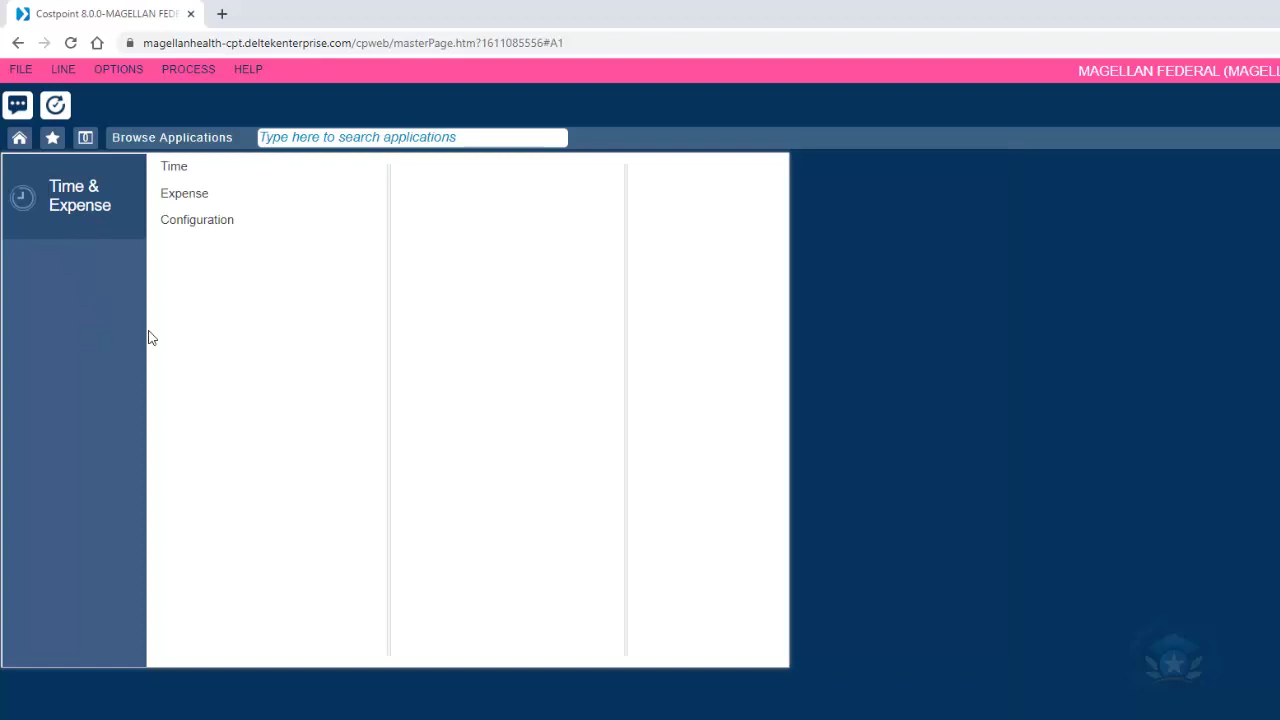 Costpoint 8.0.0-MAGELLAN FEDE
magellanhealth-cpt.deltekenterprise.com/cpweb/masterPage.htm?1611085556#A1
FILE LINE OPTIONS PROCESS HELP
MAGELLAN FEDERAL (MAGELL
Browse Applications
Type here to search applications
Time &
Expense
Time
Expense
Configuration